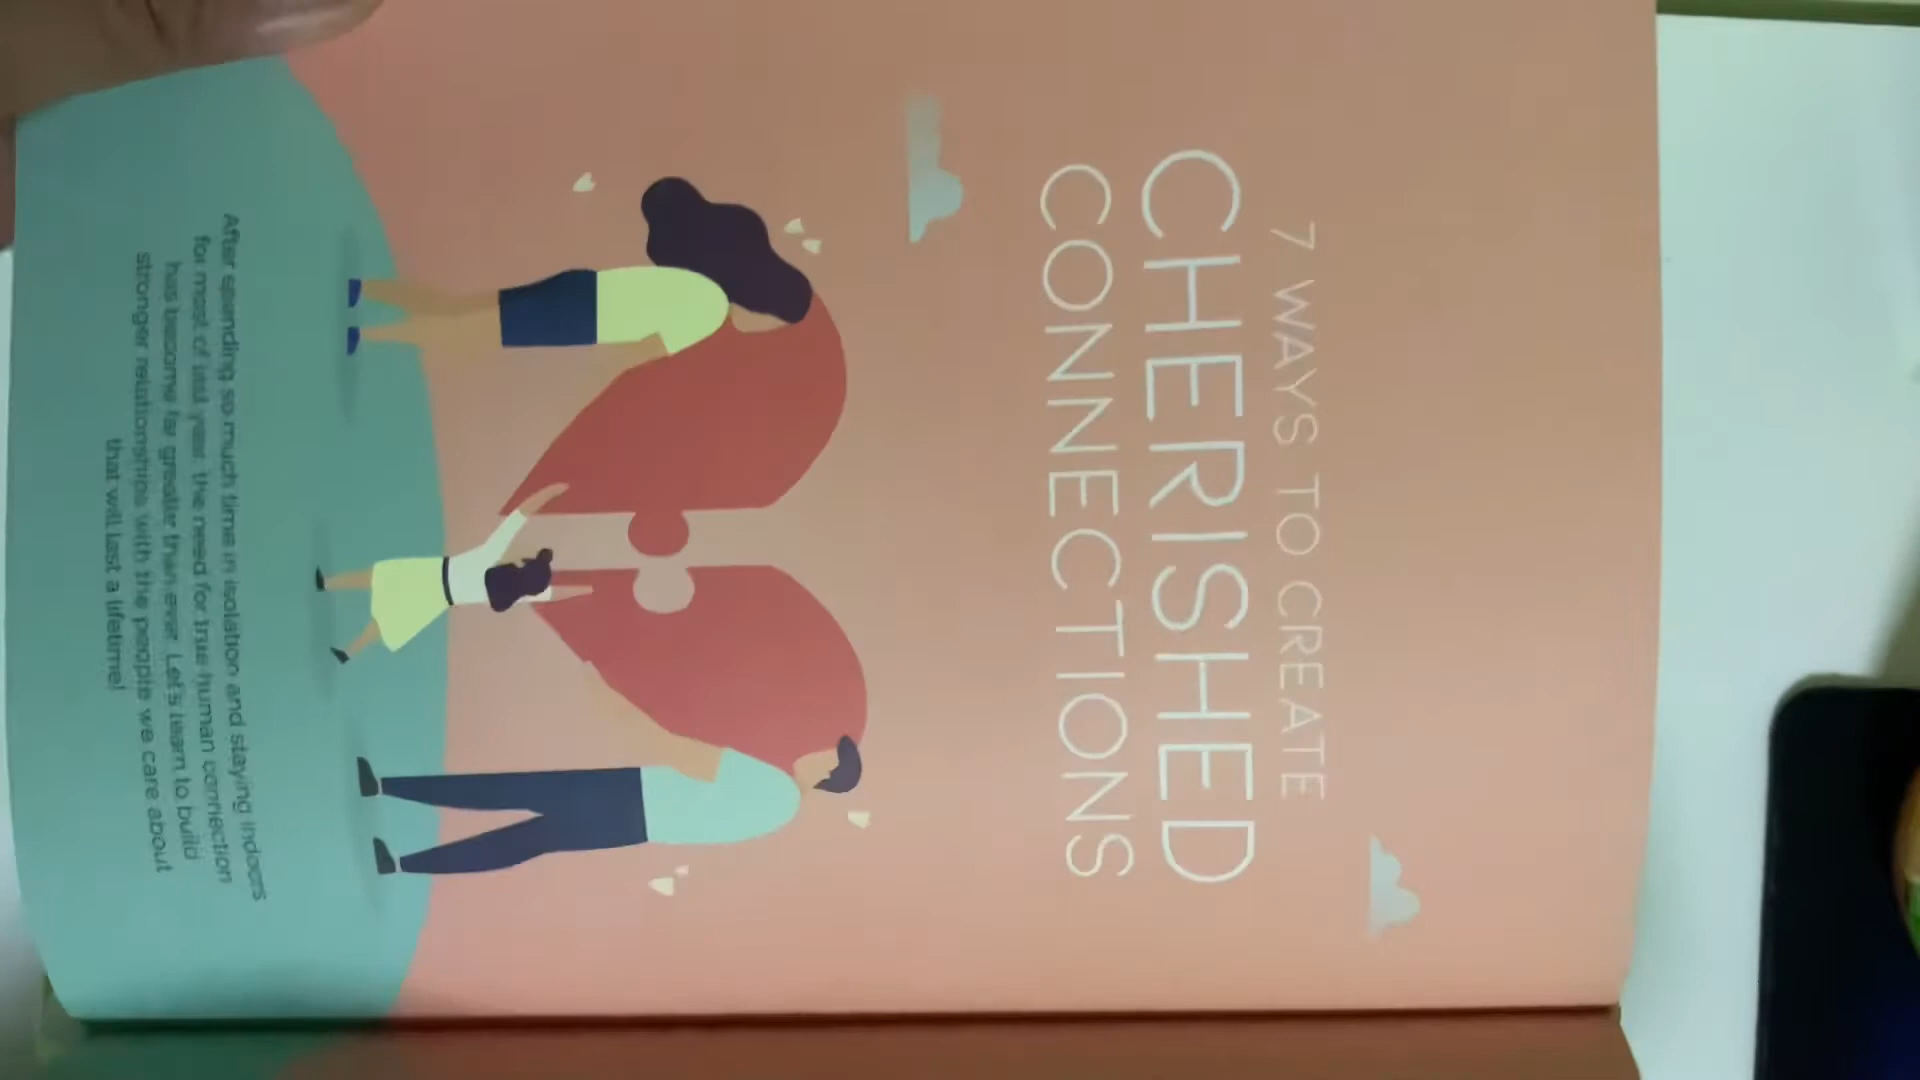 7 WAYS TO CREATE
CHERISHED
CONNECTIONS
After spending so much time in isolation and staying indoors
for most of last year, the need for true human connection
has become far greater than ever. Let's learn to build
stronger relationships with the people we care about
that will last a lifetime!